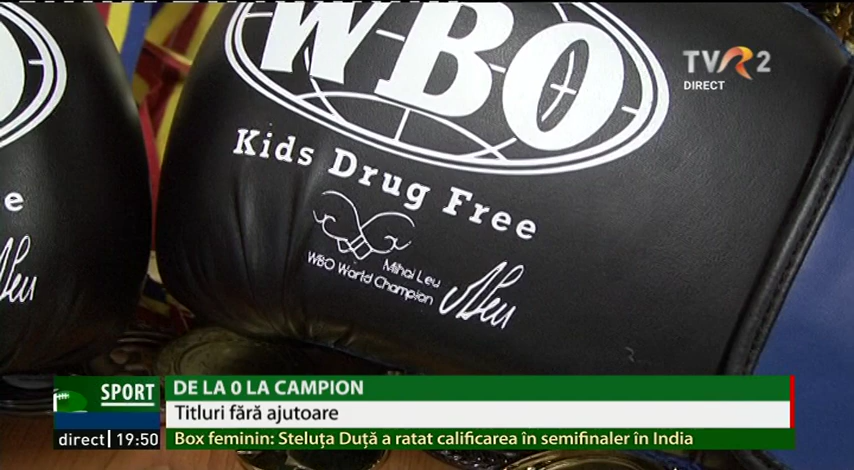 WBO
TVR2
DIRECT
Kids Drug Free
e
Mihai Leu
WBO World Champion
Leu
SPORT
DE LA 0 LA CAMPION
Titluri fără ajutoare
direct 19:50
Box feminin: Steluța Duță a ratat calificarea în semifinaler în India